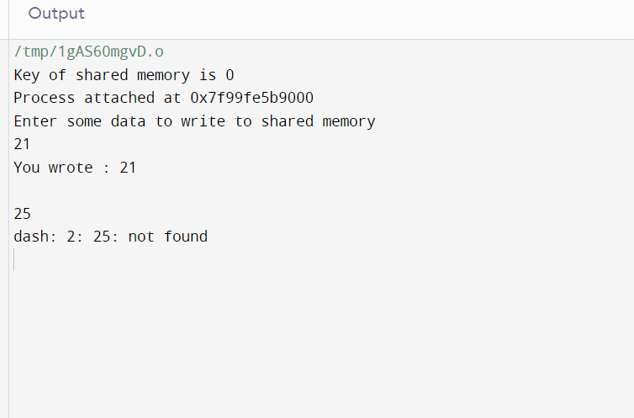 Output
/tmp/1gAS6OmgvD.o
Key of shared memory is 0
Process attached at 0x7f99fe5b9000
Enter some data to write to shared memory
21
You wrote : 21
25
dash: 2: 25: not found